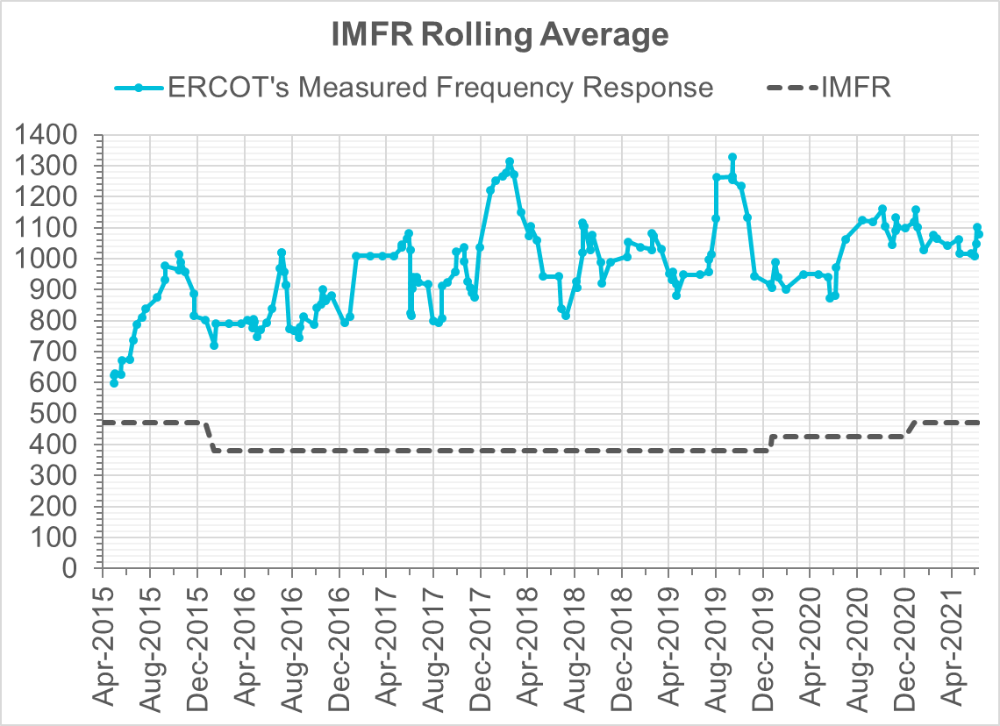 IMFR Rolling Average
ERCOT's Measured Frequency Response
IMFR
1400
1300
1200
1100
1000
900
800
700
600
500
400
300
200
100
0
Apr-2015
Aug-2015
Dec-2015
Apr-2016
Aug-2016
Dec-2016
Apr-2017
Aug-2017
Dec-2017
Apr-2018
Aug-2018
Dec-2018
Apr-2019
Aug-2019
Dec-2019
Apr-2020
Aug-2020
Dec-2020
Apr-2021